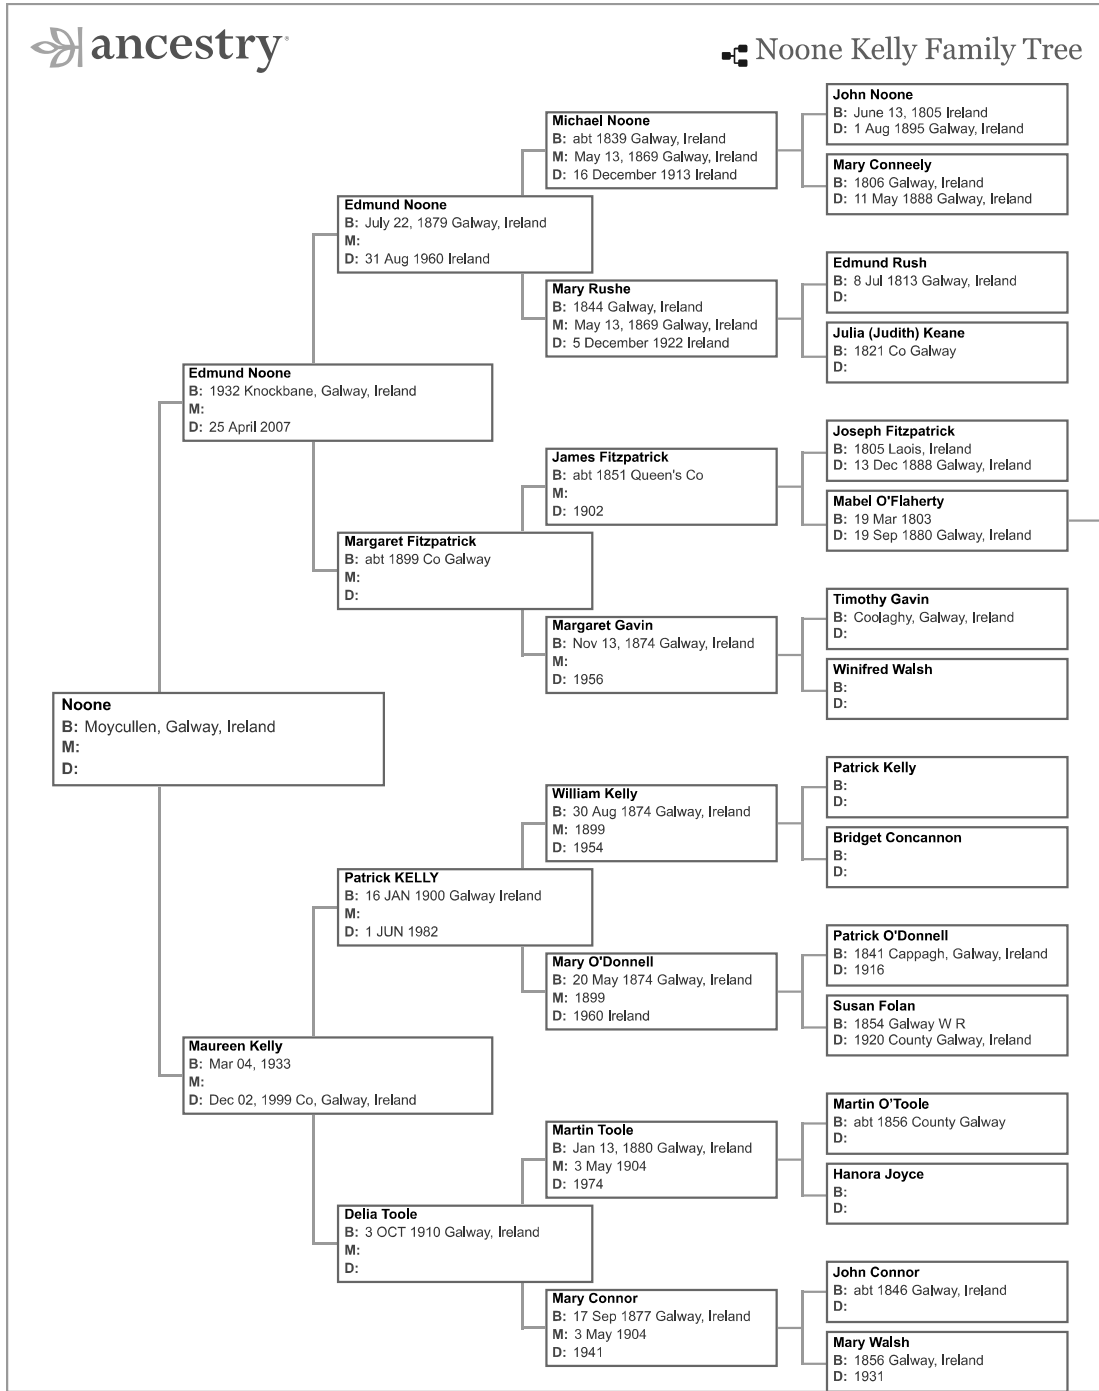 ancestry
Noone Kelly Family Tree
John Noone
B: June 13, 1805 Ireland
D: 1 Aug 1895 Galway, Ireland
Michael Noone
B: abt 1839 Galway, Ireland
M: May 13, 1869 Galway, Ireland
D: 16 December 1913 Ireland
Mary Conneely
B: 1806 Galway, Ireland
D: 11 May 1888 Galway, Ireland
Edmund Noone
B: July 22, 1879 Galway, Ireland
M:
D: 31 Aug 1960 Ireland
Edmund Rush
B: 8 Jul 1813 Galway, Ireland
D:
Mary Rushe
B: 1844 Galway, Ireland
M: May 13, 1869 Galway, Ireland
D: 5 December 1922 Ireland
Julia (Judith) Keane
B: 1821 Co Galway
D:
Edmund Noone
B: 1932 Knockbane, Galway, Ireland
M:
D: 25 April 2007
Joseph Fitzpatrick
B: 1805 Laois, Ireland
D: 13 Dec 1888 Galway, Ireland
James Fitzpatrick
B: abt 1851 Queen's Co
M:
D: 1902
Mabel O'Flaherty
B: 19 Mar 1803
D: 19 Sep 1880 Galway, Ireland
Margaret Fitzpatrick
B: abt 1899 Co Galway
M:
D:
Timothy Gavin
B: Coolaghy, Galway, Ireland
D:
Margaret Gavin
B: Nov 13, 1874 Galway, Ireland
M:
D: 1956
Winifred Walsh
B:
D:
Noone
B: Moycullen, Galway, Ireland
M:
D:
Patrick Kelly
B:
D:
William Kelly
B: 30 Aug 1874 Galway, Ireland
M: 1899
D: 1954
Bridget Concannon
B:
D:
Patrick KELLY
B: 16 JAN 1900 Galway Ireland
M:
D: 1 JUN 1982
Patrick O'Donnell
B: 1841 Cappagh, Galway, Ireland
D: 1916
Mary O'Donnell
B: 20 May 1874 Galway, Ireland
M: 1899
D: 1960 Ireland
Susan Folan
B: 1854 Galway W R
D: 1920 County Galway, Ireland
Maureen Kelly
B: Mar 04, 1933
M:
D: Dec 02, 1999 Co, Galway, Ireland
Martin O'Toole
B: abt 1856 County Galway
D:
Martin Toole
B: Jan 13, 1880 Galway, Ireland
M: 3 May 1904
D: 1974
Hanora Joyce
B:
D:
Delia Toole
B: 3 OCT 1910 Galway, Ireland
M:
D:
John Connor
B: abt 1846 Galway, Ireland
D:
Mary Connor
B: 17 Sep 1877 Galway, Ireland
M: 3 May 1904
D: 1941
Mary Walsh
B: 1856 Galway, Ireland
D: 1931